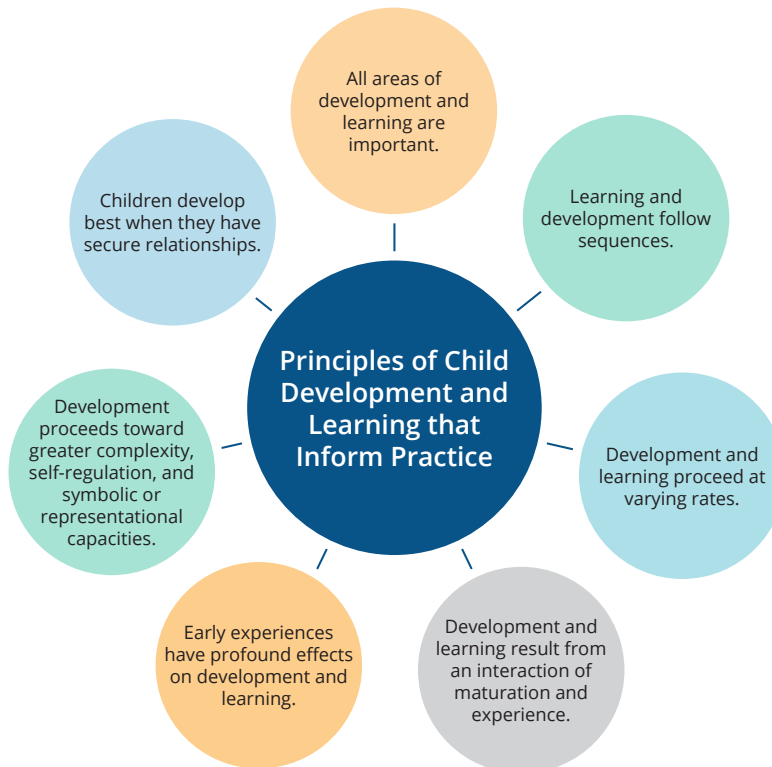 All areas of
development and
learning are
important.
Learning and
development follow
sequences.
Development and
learning proceed at
varying rates.
Development and
learning result from
an interaction of
maturation and
experience.
Early experiences
have profound effects
on development and
learning.
Development
proceeds toward
greater complexity,
self-regulation, and
symbolic or
representational
capacities.
Children develop
best when they have
secure relationships.
Principles of Child
Development and
Learning that
Inform Practice